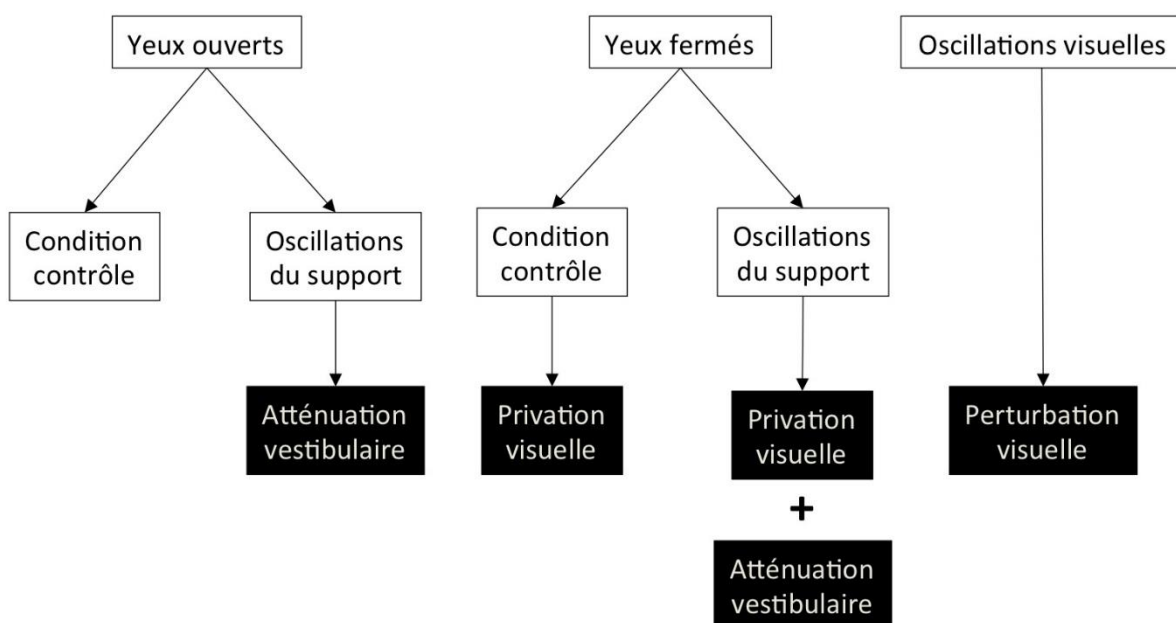 Yeux ouverts
Yeux fermés
Oscillations visuelles
Condition
contrôle
Oscillations
du support
Condition
contrôle
Oscillations
du support
Atténuation
vestibulaire
Privation
visuelle
Privation
visuelle
Perturbation
visuelle
+
Atténuation
vestibulaire